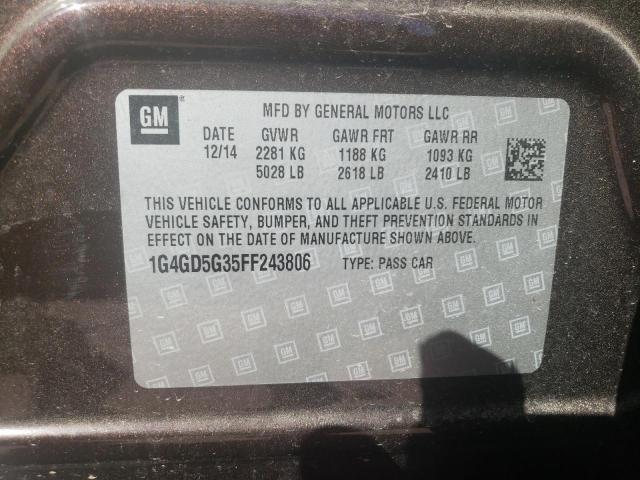 GM ®
MFD BY GENERAL MOTORS LLC
DATE GVWR GAWR FRT GAWR RR
12/14 2281 KG 1188 KG 1093 KG
5028 LB 2618 LB 2410 LB
THIS VEHICLE CONFORMS TO ALL APPLICABLE U.S. FEDERAL MOTOR
VEHICLE SAFETY, BUMPER, AND THEFT PREVENTION STANDARDS IN
EFFECT ON THE DATE OF MANUFACTURE SHOWN ABOVE.
1G4GD5G35FF243806 TYPE: PASS CAR